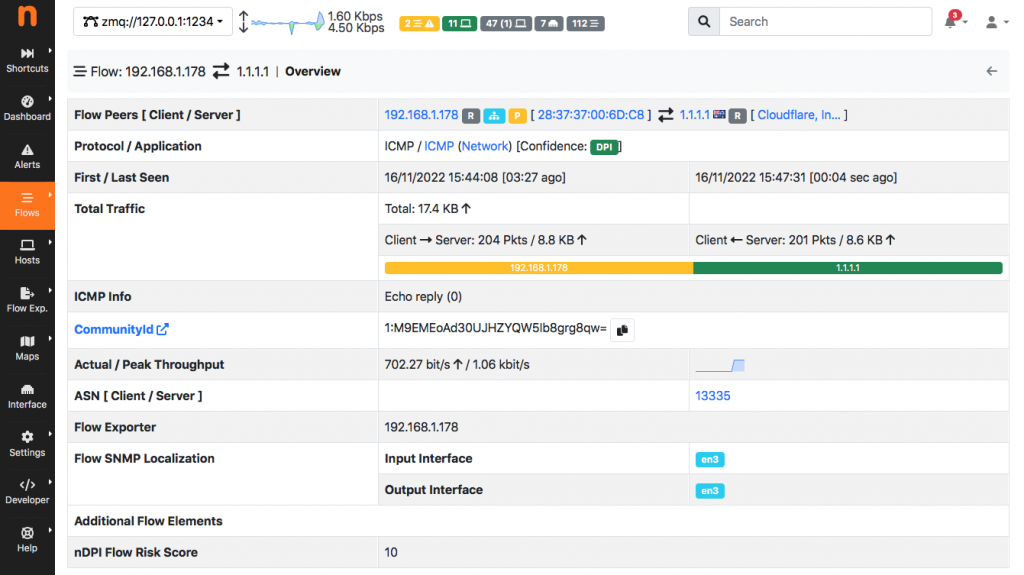 n zmq://127.0.0.1:1234 1.60 Kbps 2 11 47 (1) 7 112 Search 3
4.50 Kbps
Shortcuts
Dashboard
Alerts
Flows
Hosts
Flow Exp.
Maps
Interface
Settings
Developer
Help
Flow: 192.168.1.178 1.1.1.1 | Overview
Flow Peers [ Client / Server ] 192.168.1.178 R P [ 28:37:37:00:6D:C8 ] 1.1.1.1 R [ Cloudflare, In... ]
Protocol / Application ICMP / ICMP (Network) [Confidence: DPI]
First / Last Seen 16/11/2022 15:44:08 [03:27 ago] 16/11/2022 15:47:31 [00:04 sec ago]
Total Traffic Total: 17.4 KB ↑
Client → Server: 204 Pkts / 8.8 KB ↑ Client ← Server: 201 Pkts / 8.6 KB ↑
192.168.1.178 1.1.1.1
ICMP Info Echo reply (0)
CommunityId 1:M9EMEoAd30UJHZYQW5Ib8grg8qw=
Actual / Peak Throughput 702.27 bit/s ↑ / 1.06 kbit/s
ASN [ Client / Server ] 13335
Flow Exporter 192.168.1.178
Flow SNMP Localization Input Interface en3
Output Interface en3
Additional Flow Elements
nDPI Flow Risk Score 10